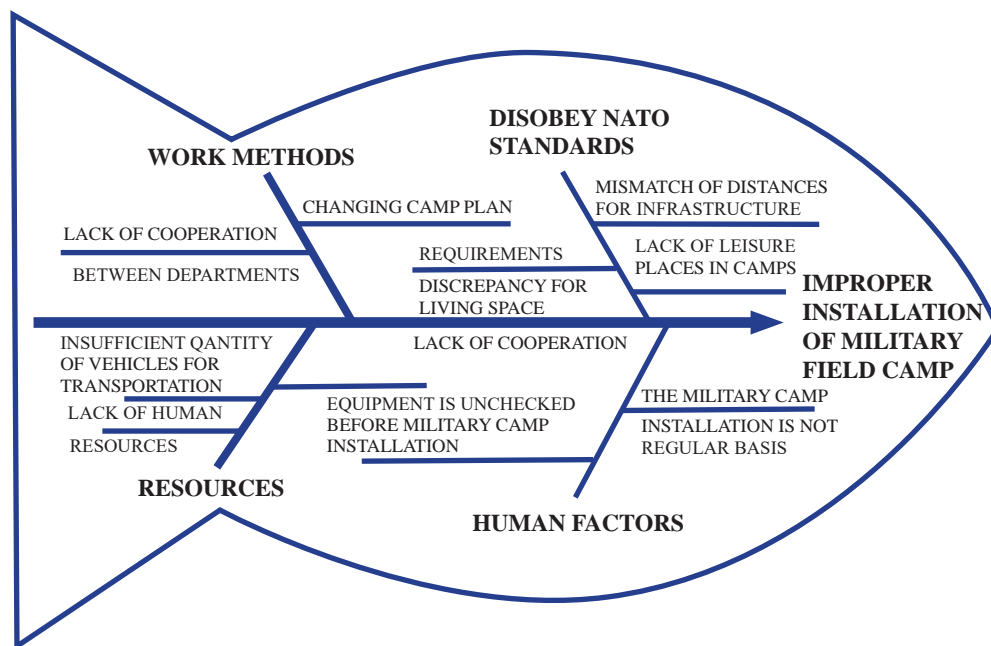 DISOBEY NATO
STANDARDS
WORK METHODS
MISMATCH OF DISTANCES
FOR INFRASTRUCTURE
CHANGING CAMP PLAN
LACK OF COOPERATION
BETWEEN DEPARTMENTS
REQUIREMENTS
DISCREPANCY FOR
LIVING SPACE
LACK OF LEISURE
PLACES IN CAMPS
IMPROPER
INSTALLATION
OF MILITARY
FIELD CAMP
INSUFFICIENT QANTITY
OF VEHICLES FOR
TRANSPORTATION
LACK OF HUMAN
RESOURCES
LACK OF COOPERATION
EQUIPMENT IS UNCHECKED
BEFORE MILITARY CAMP
INSTALLATION
THE MILITARY CAMP
INSTALLATION IS NOT
REGULAR BASIS
RESOURCES
HUMAN FACTORS